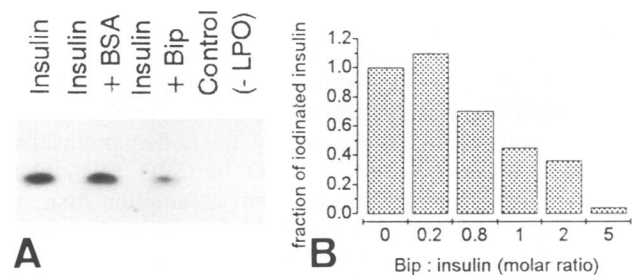 Insulin
Insulin
+ BSA
Insulin
+ Bip
Control
(- LPO)
A
fraction of iodinated insulin
1.2
1.0
0.8
0.6
0.4
0.2
0.0
0 0.2 0.8 1 2 5
Bip : insulin (molar ratio)
B